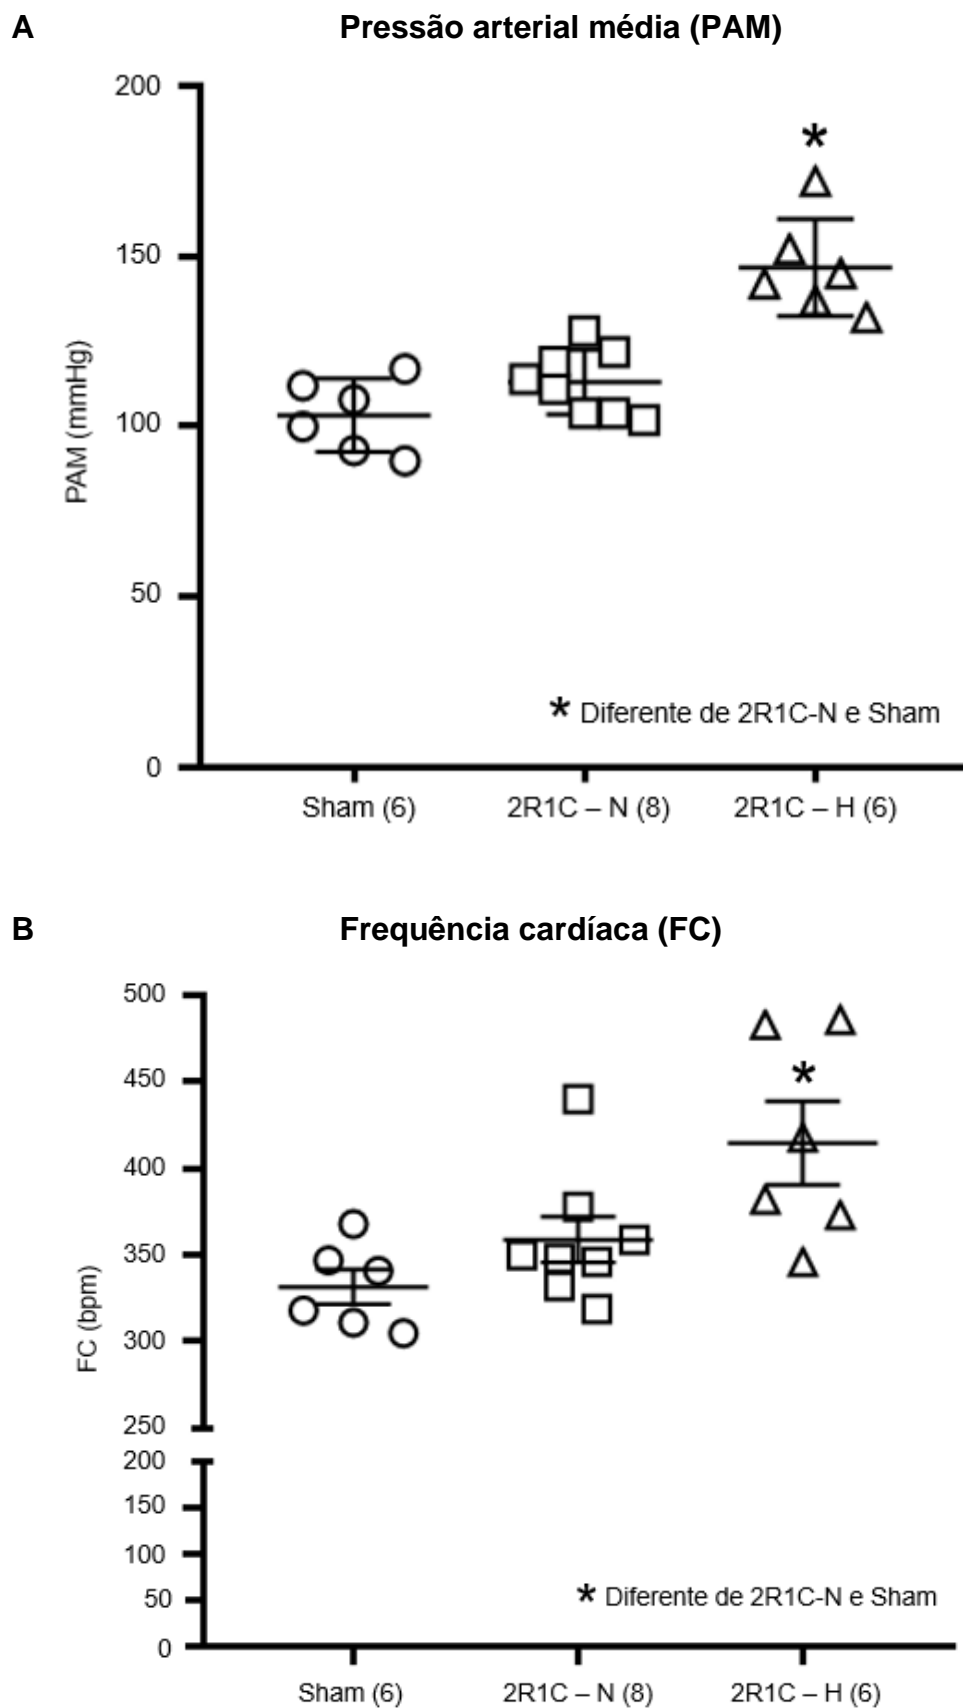 A
Pressão arterial média (PAM)
200
150
100
50
0
PAM (mmHg)
*
* Diferente de 2R1C-N e Sham
Sham (6)
2R1C – N (8)
2R1C – H (6)
B
Frequência cardíaca (FC)
500
450
400
350
300
250
200
150
100
50
0
FC (bpm)
*
* Diferente de 2R1C-N e Sham
Sham (6)
2R1C – N (8)
2R1C – H (6)